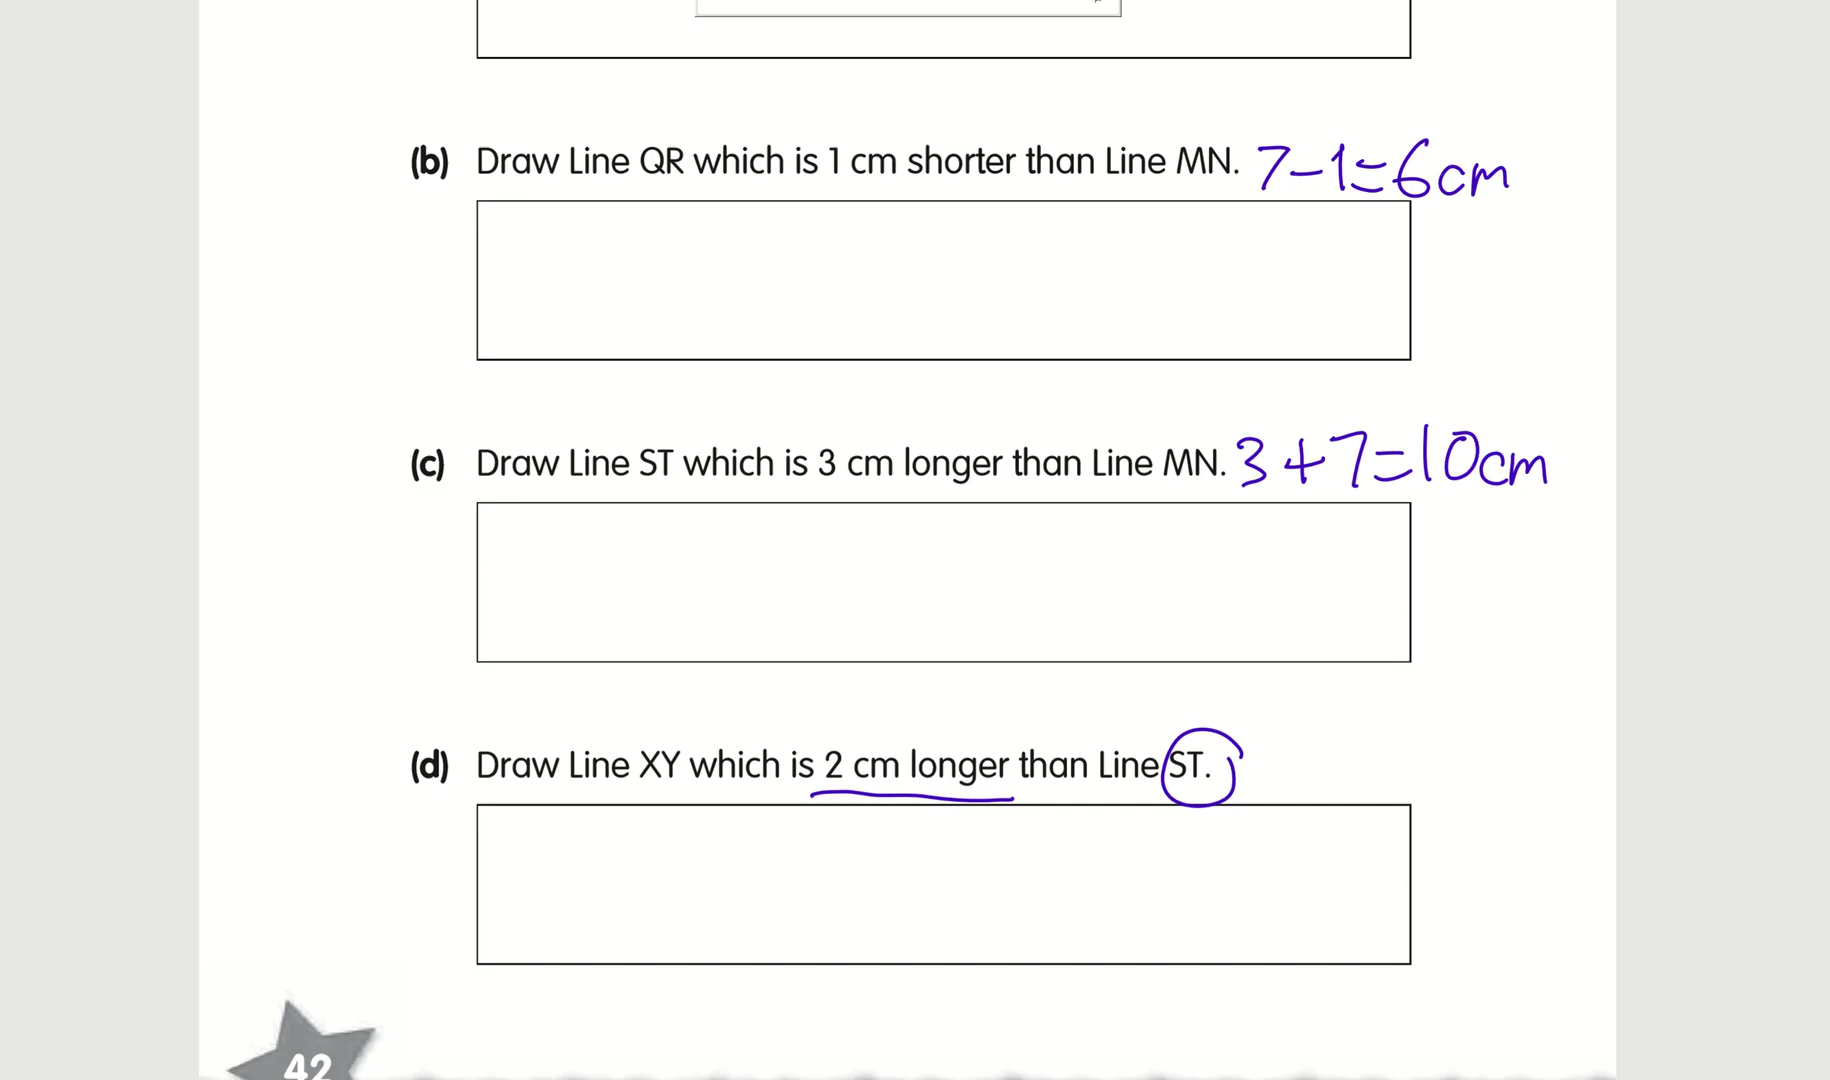 (b) Draw Line QR which is 1 cm shorter than Line MN. 7-1=6cm
(c) Draw Line ST which is 3 cm longer than Line MN. 3+7=10cm
(d) Draw Line XY which is 2 cm longer than Line ST.
42